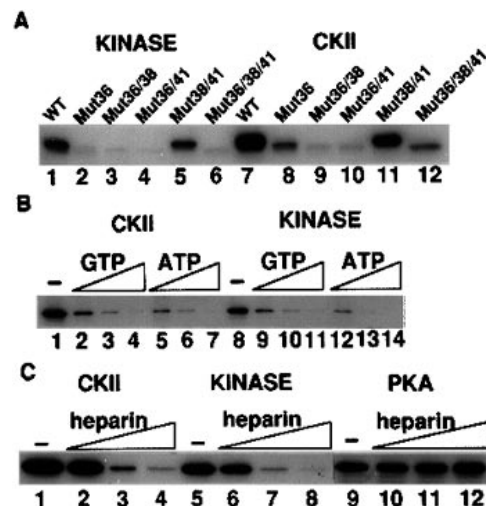 A
KINASE CKII
WT Mut36 Mut36/38 Mut36/41 Mut38/41 Mut36/38/41 WT Mut36 Mut36/38 Mut36/41 Mut38/41 Mut36/38/41
1 2 3 4 5 6 7 8 9 10 11 12
B
CKII KINASE
– GTP ATP – GTP ATP
1 2 3 4 5 6 7 8 9 10 11 12 13 14
C
CKII KINASE PKA
– heparin – heparin – heparin
1 2 3 4 5 6 7 8 9 10 11 12